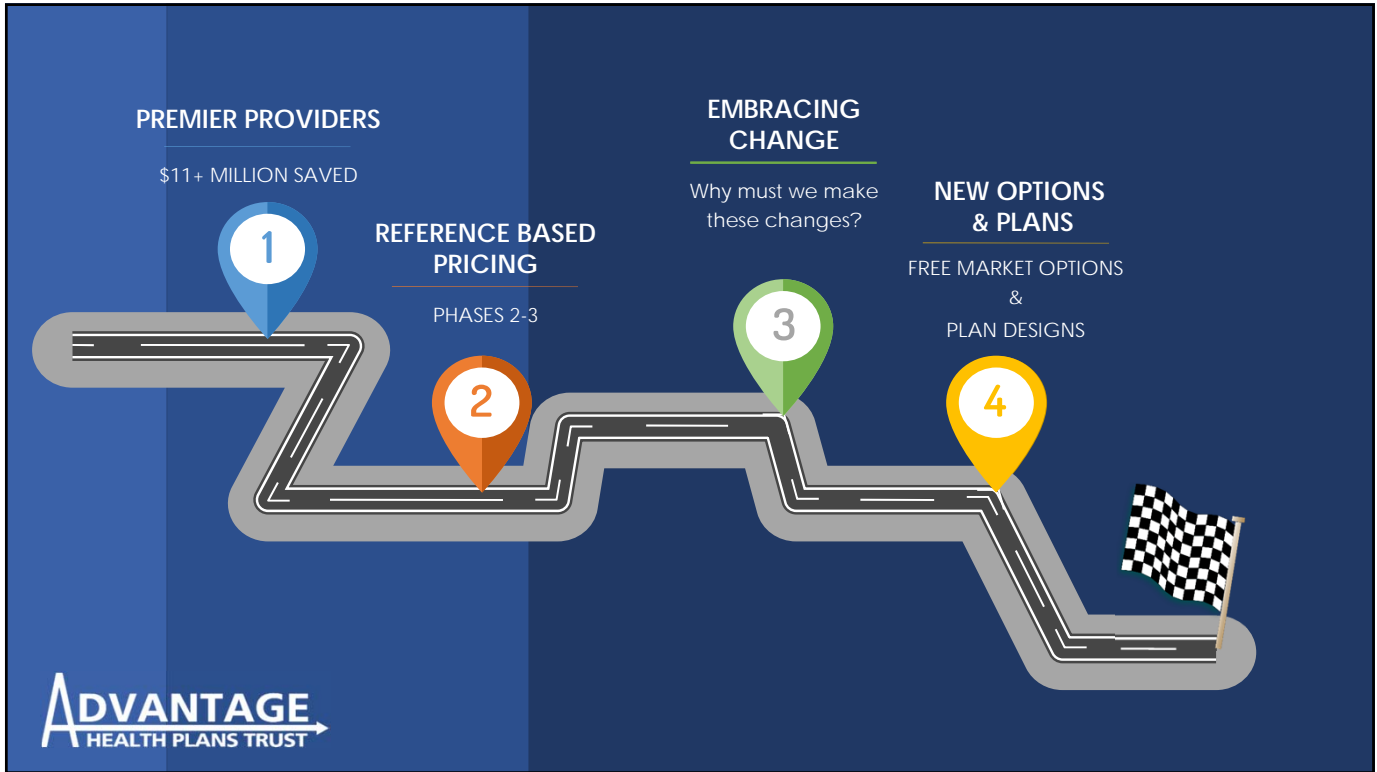 PREMIER PROVIDERS
$11+ MILLION SAVED
1
REFERENCE BASED
PRICING
PHASES 2-3
2
EMBRACING
CHANGE
Why must we make
these changes?
3
NEW OPTIONS
& PLANS
FREE MARKET OPTIONS
&
PLAN DESIGNS
4
ADVANTAGE
HEALTH PLANS TRUST